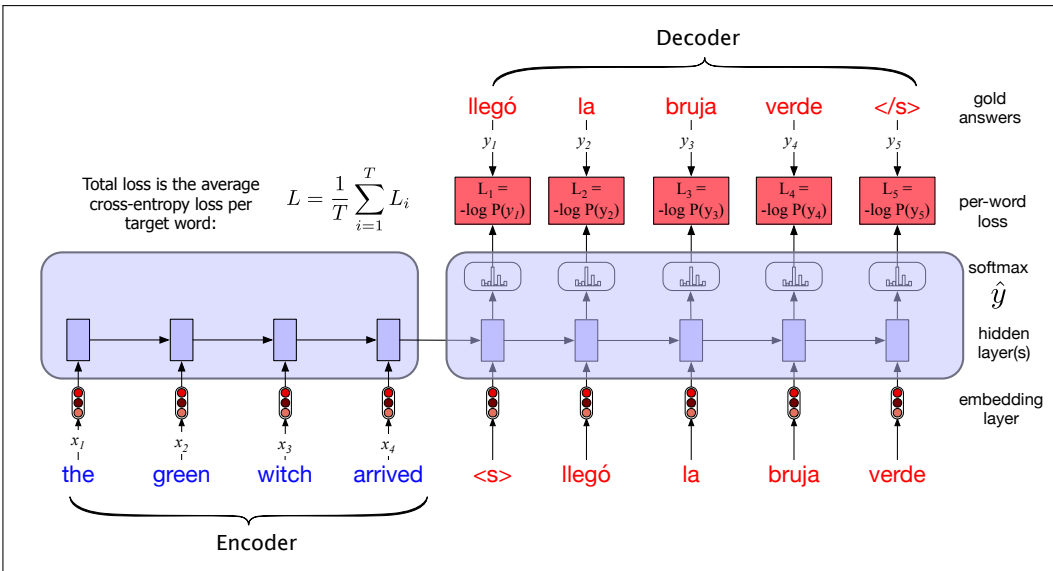 Decoder
llegó la bruja verde </s>
gold
answers
y1 y2 y3 y4 y5
Total loss is the average
cross-entropy loss per
target word:
L = 1/T ∑_{i=1}^{T} L_i
L1 =
-log P(y1)
L2 =
-log P(y2)
L3 =
-log P(y3)
L4 =
-log P(y4)
L5 =
-log P(y5)
per-word
loss
softmax
ŷ
hidden
layer(s)
embedding
layer
x1 x2 x3 x4
the green witch arrived <s> llegó la bruja verde
Encoder